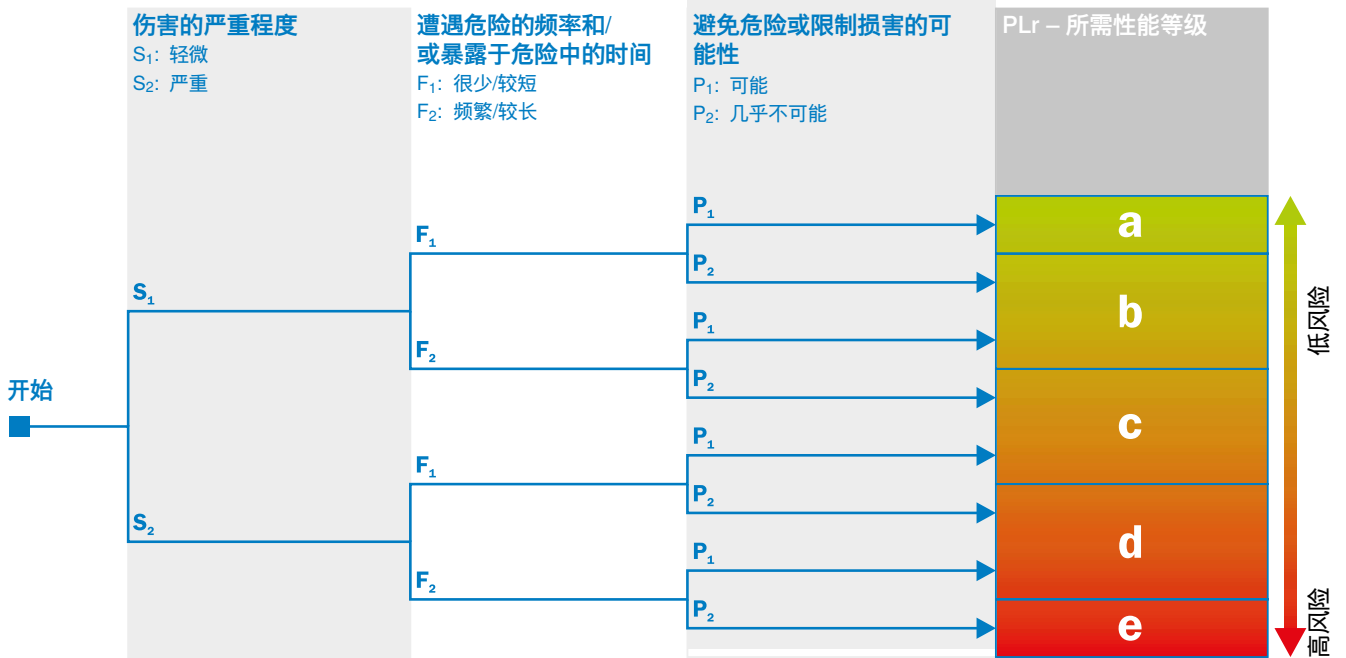 伤害的严重程度
S1: 轻微
S2: 严重
遭遇危险的频率和/
或暴露于危险中的时间
F1: 很少/较短
F2: 频繁/较长
避免危险或限制损害的可
能性
P1: 可能
P2: 几乎不可能
PLr – 所需性能等级
开始
S1
S2
F1
F2
F1
F2
P1
P2
P1
P2
P1
P2
P1
P2
a
b
c
d
e
低风险
高风险